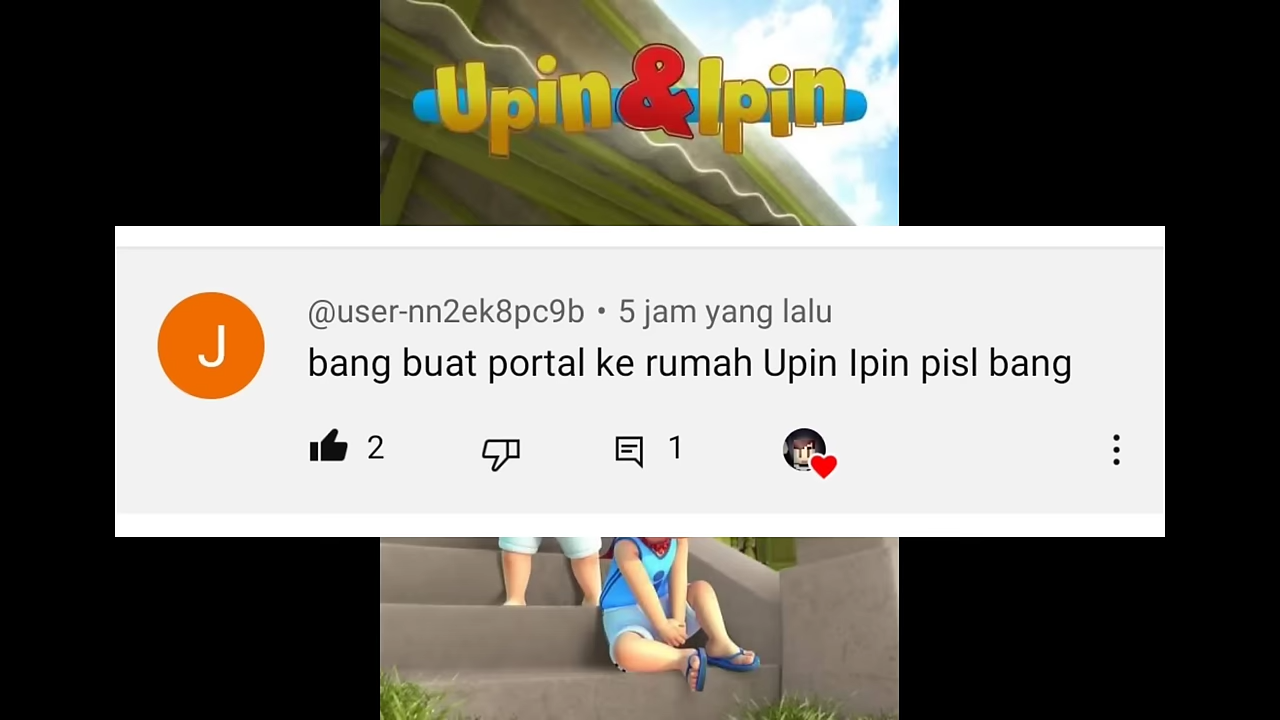 Upin&Ipin
J
@user-nn2ek8pc9b • 5 jam yang lalu
bang buat portal ke rumah Upin Ipin pisl bang
2
1